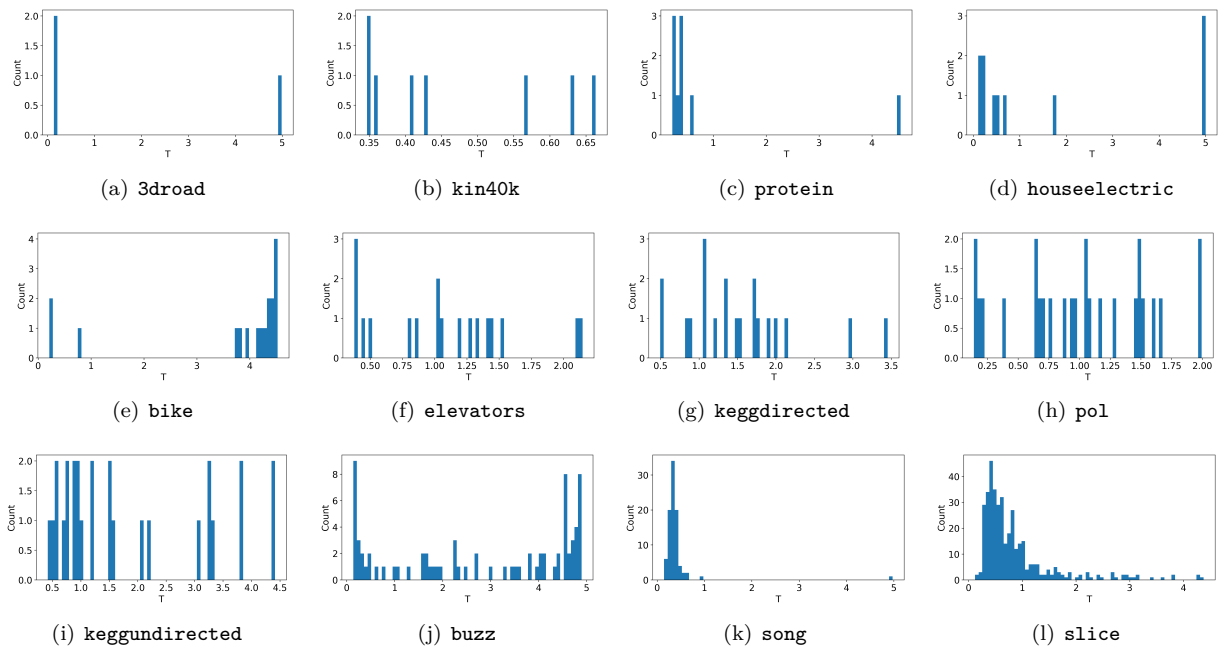 2.0
1.5
1.0
0.5
0.0
Count
0 1 2 3 4 5
T
(a) 3droad
2.0
1.5
1.0
0.5
0.0
Count
0.35 0.40 0.45 0.50 0.55 0.60 0.65
T
(b) kin40k
3
2
1
0
Count
1 2 3 4
T
(c) protein
3
2
1
0
Count
0 1 2 3 4 5
T
(d) houseelectric
4
3
2
1
0
Count
0 1 2 3 4
T
(e) bike
3
2
1
0
Count
0.50 0.75 1.00 1.25 1.50 1.75 2.00
T
(f) elevators
3
2
1
0
Count
0.5 1.0 1.5 2.0 2.5 3.0 3.5
T
(g) keggdirected
2.0
1.5
1.0
0.5
0.0
Count
0.25 0.50 0.75 1.00 1.25 1.50 1.75 2.00
T
(h) pol
2.0
1.5
1.0
0.5
0.0
Count
0.5 1.0 1.5 2.0 2.5 3.0 3.5 4.0 4.5
T
(i) keggundirected
8
6
4
2
0
Count
0 1 2 3 4 5
T
(j) buzz
30
20
10
0
Count
0 1 2 3 4 5
T
(k) song
40
30
20
10
0
Count
0 1 2 3 4
T
(l) slice